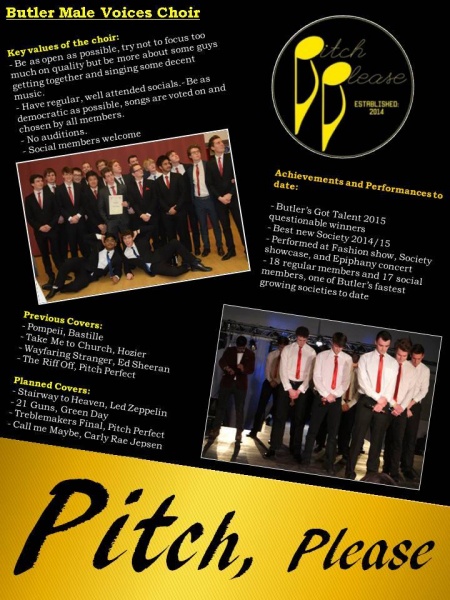 Butler Male Voices Choir
Key values of the choir:
- Be as open as possible, try not to focus too
much on quality but be more about some guys
getting together and singing some decent
music.
- Have regular, well attended socials.- Be as
democratic as possible, songs are voted on and
chosen by all members.
- No auditions.
- Social members welcome
Pitch
Please
ESTABLISHED:
2014
Achievements and Performances to
date:
- Butler's Got Talent 2015
questionable winners
- Best new Society 2014/15
- Performed at Fashion show, Society
showcase, and Epiphany concert
- 18 regular members and 17 social
members, one of Butler's fastest
growing societies to date
Previous Covers:
- Pompeii, Bastille
- Take Me to Church, Hozier
- Wayfaring Stranger, Ed Sheeran
- The Riff Off, Pitch Perfect
Planned Covers:
- Stairway to Heaven, Led Zeppelin
- 21 Guns, Green Day
- Treblemakers Final, Pitch Perfect
- Call me Maybe, Carly Rae Jepsen
Pitch, Please